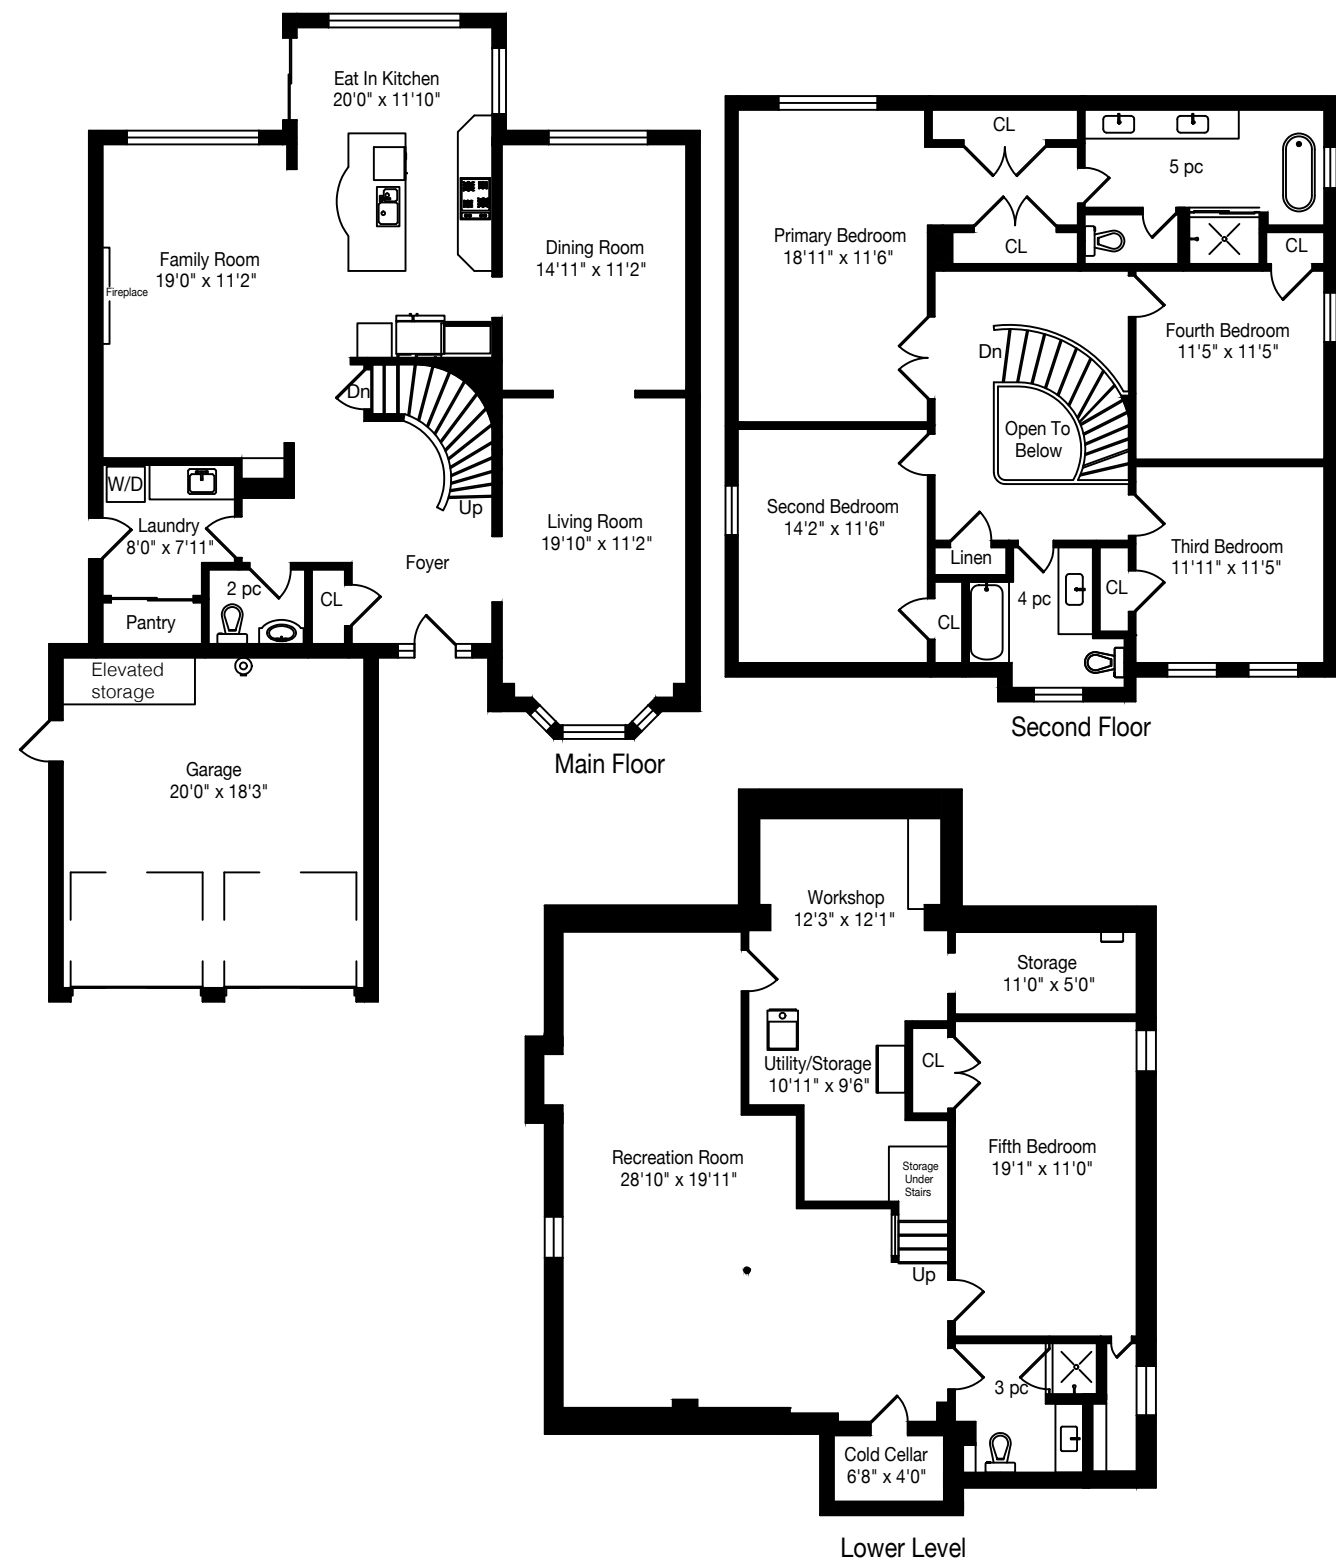 Eat In Kitchen
20'0" x 11'10"
Family Room
19'0" x 11'2"
Fireplace
Dining Room
14'11" x 11'2"
Dn
Up
W/D
Laundry
8'0" x 7'11"
Living Room
19'10" x 11'2"
Foyer
2 pc
CL
Pantry
Elevated
storage
Garage
20'0" x 18'3"
Main Floor
CL
5 pc
Primary Bedroom
18'11" x 11'6"
CL
CL
Fourth Bedroom
11'5" x 11'5"
Dn
Open To
Below
Second Bedroom
14'2" x 11'6"
Third Bedroom
11'11" x 11'5"
Linen
4 pc
CL
CL
Second Floor
Workshop
12'3" x 12'1"
Storage
11'0" x 5'0"
Utility/Storage
10'11" x 9'6"
CL
Recreation Room
28'10" x 19'11"
Fifth Bedroom
19'1" x 11'0"
Storage
Under
Stairs
Up
3 pc
Cold Cellar
6'8" x 4'0"
Lower Level